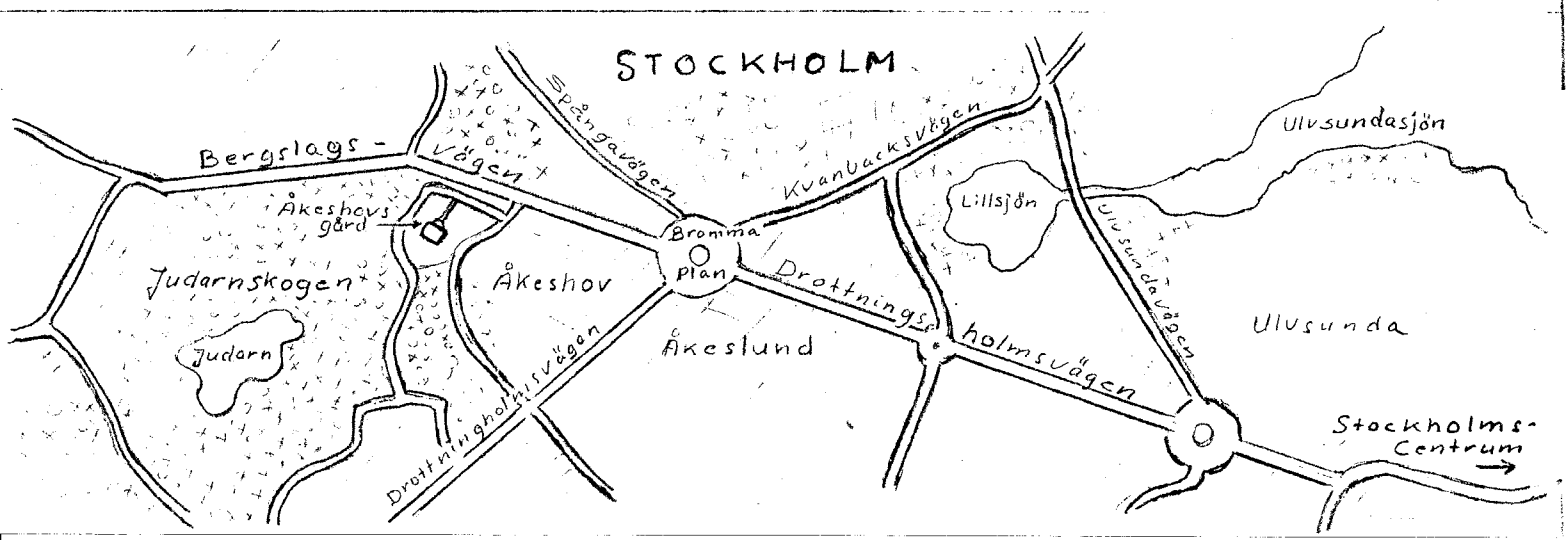 STOCKHOLM
Spångavägen
Bergslags-
vägen
Kvanbacksvägen
Ulvsundasjön
Lillsjön
Åkeshovs
gård
Ulvsundavägen
Bromma
Plan
Judarnskogen
Åkeshov
Drottnings-
holmsvägen
Ulvsunda
Åkeslund
Judarn
Drottningholmsvägen
Stockholms-
Centrum